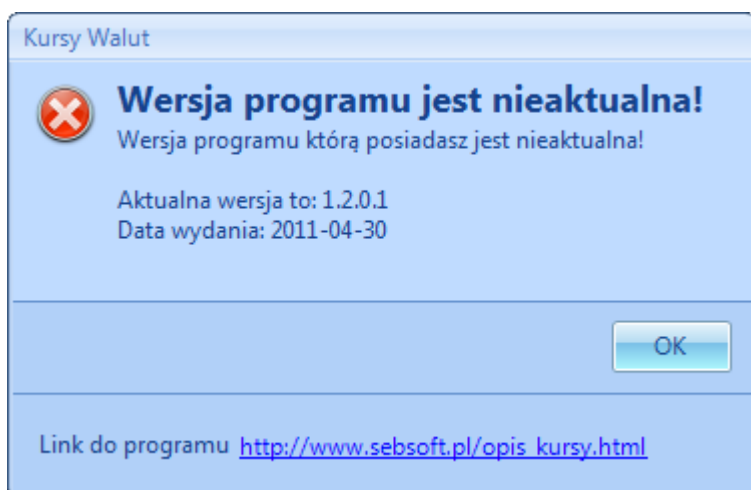 Kursy Walut
Wersja programu jest nieaktualna!
Wersja programu którą posiadasz jest nieaktualna!
Aktualna wersja to: 1.2.0.1
Data wydania: 2011-04-30
OK
Link do programu http://www.sebsoft.pl/opis_kursy.html